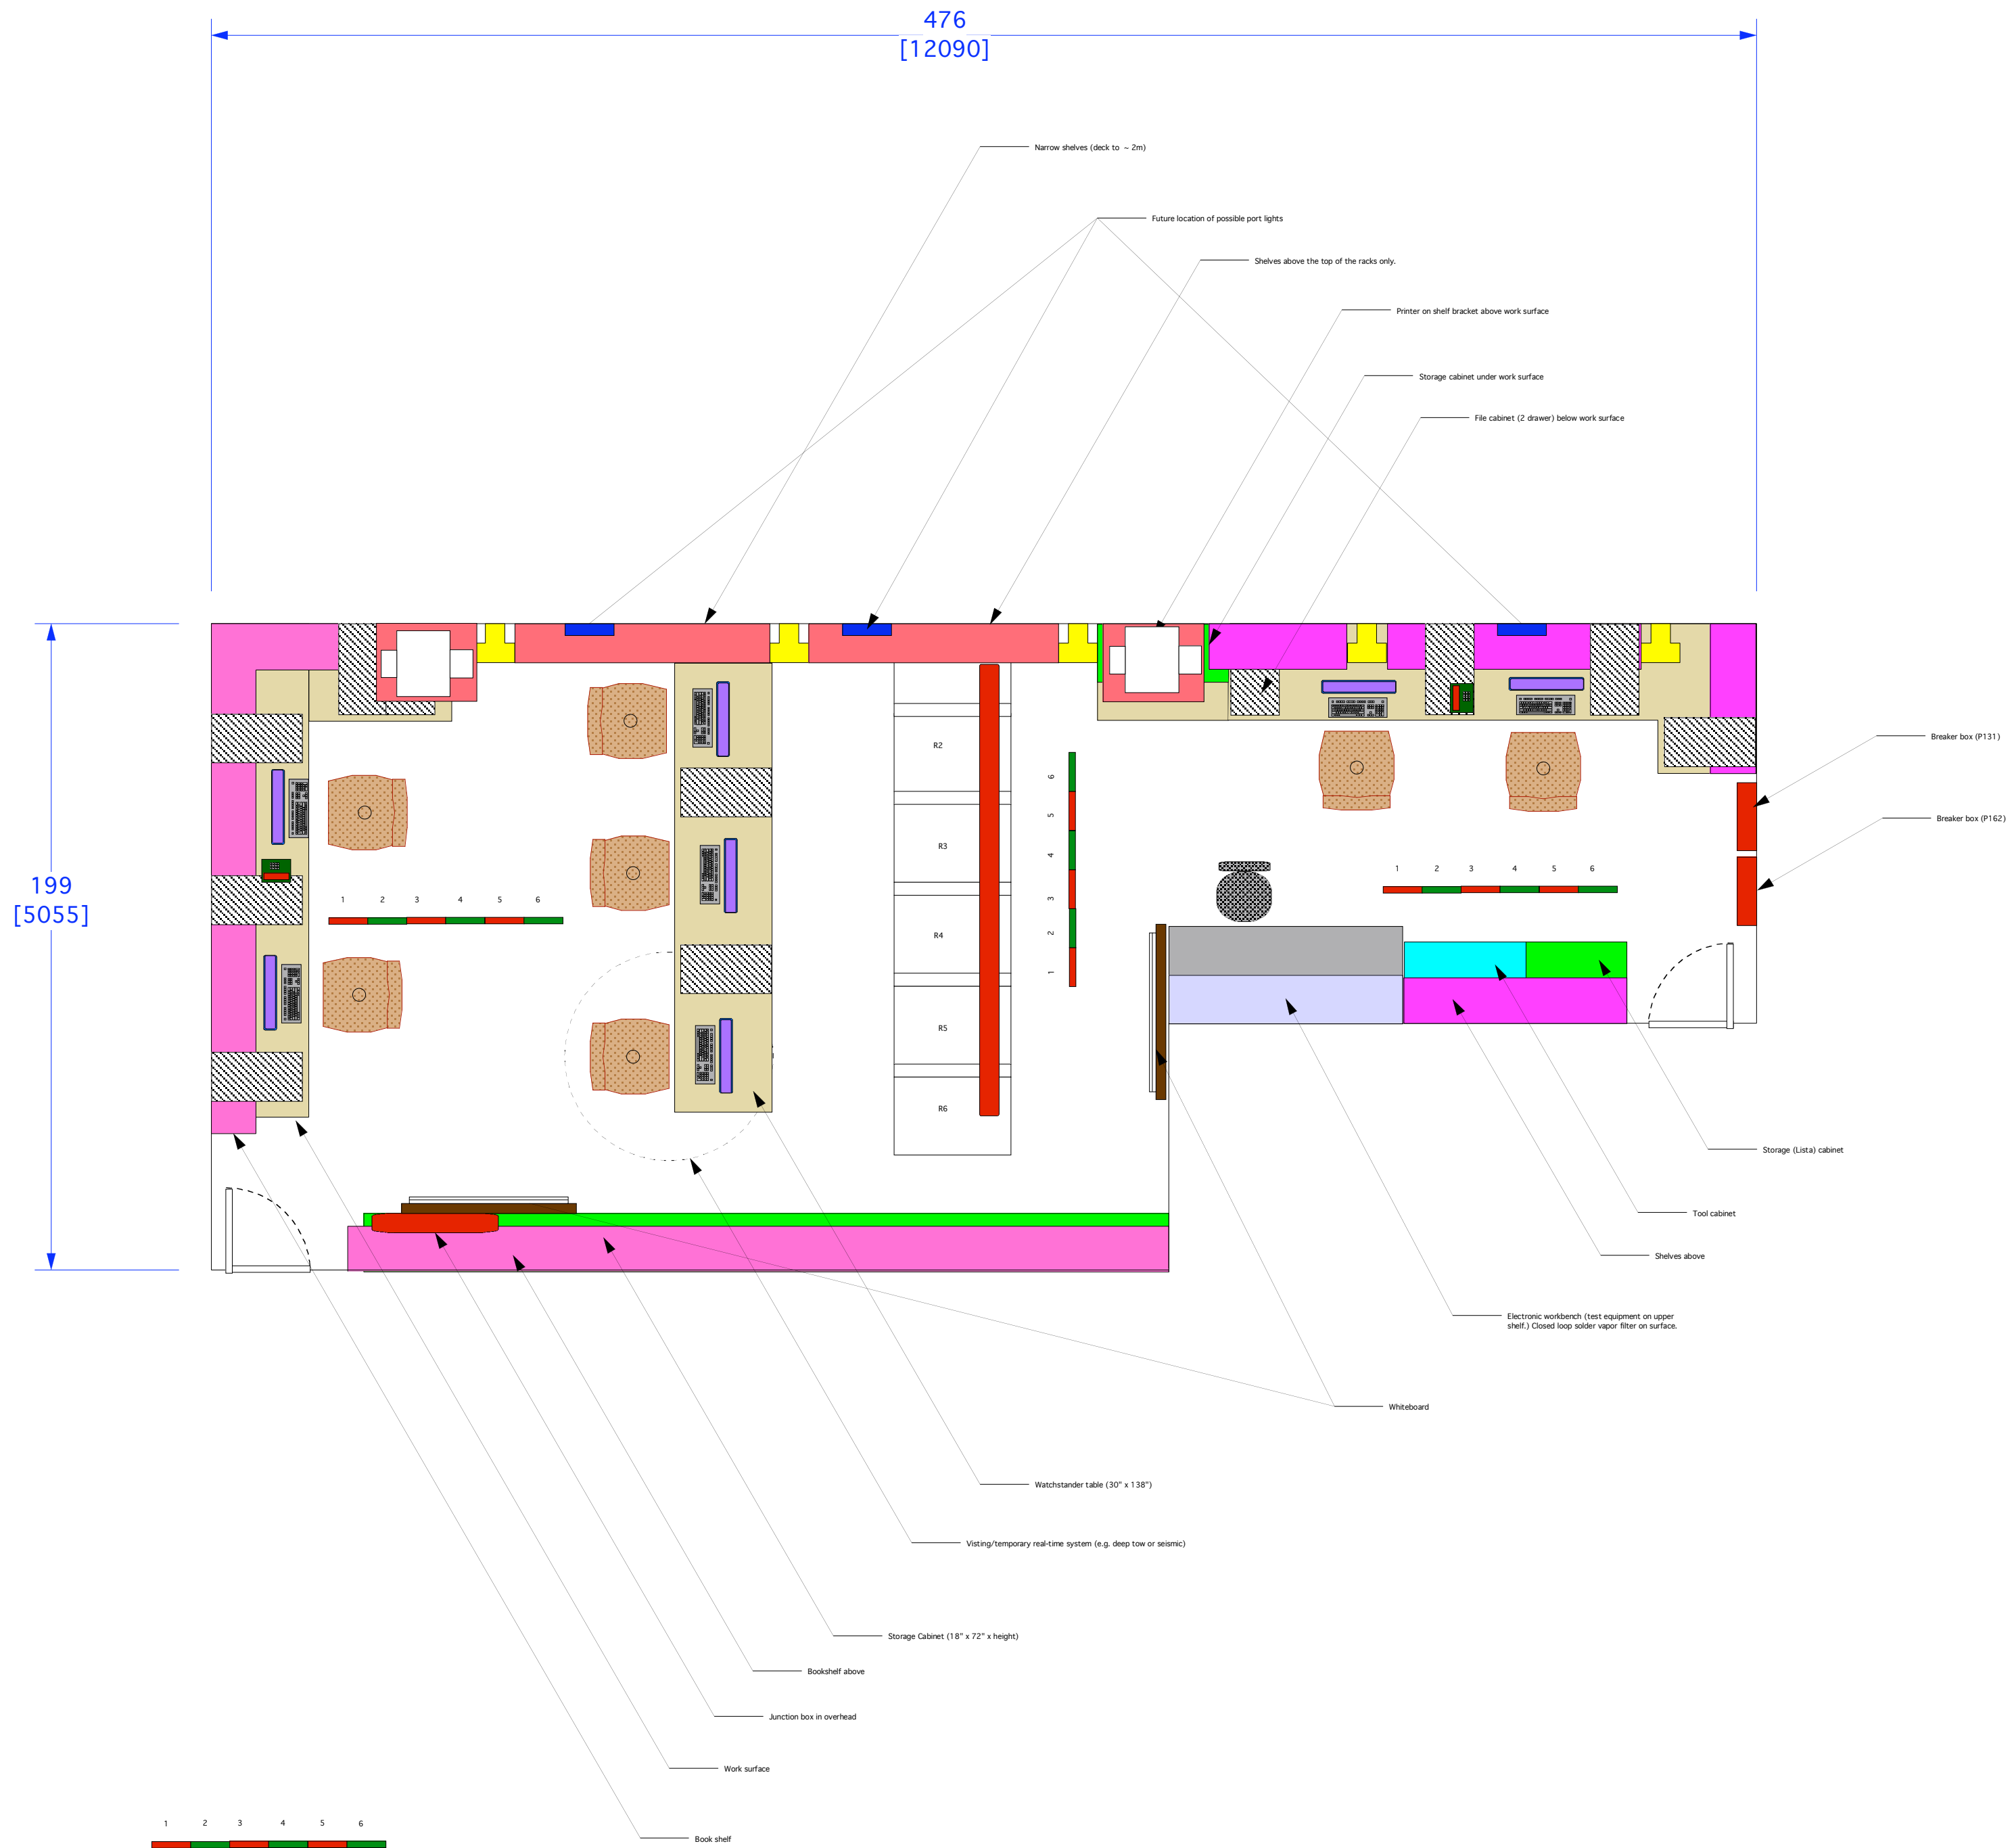 476
[12090]
Narrow shelves (deck to ~ 2m)
Future location of possible port lights
Shelves above the top of the racks only.
Printer on shelf bracket above work surface
Storage cabinet under work surface
File cabinet (2 drawer) below work surface
Breaker box (P131)
R2
6
5
4
3
2
1
Breaker box (P162)
R3
199
[5055]
1 2 3 4 5 6
1 2 3 4 5 6
R4
R5
R6
Storage (Lista) cabinet
Tool cabinet
Shelves above
Electronic workbench (test equipment on upper
shelf.) Closed loop solder vapor filter on surface.
Whiteboard
Watchstander table (30" x 138")
Visting/temporary real-time system (e.g. deep tow or seismic)
Storage Cabinet (18" x 72" x height)
Bookshelf above
Junction box in overhead
Work surface
1 2 3 4 5 6
Book shelf